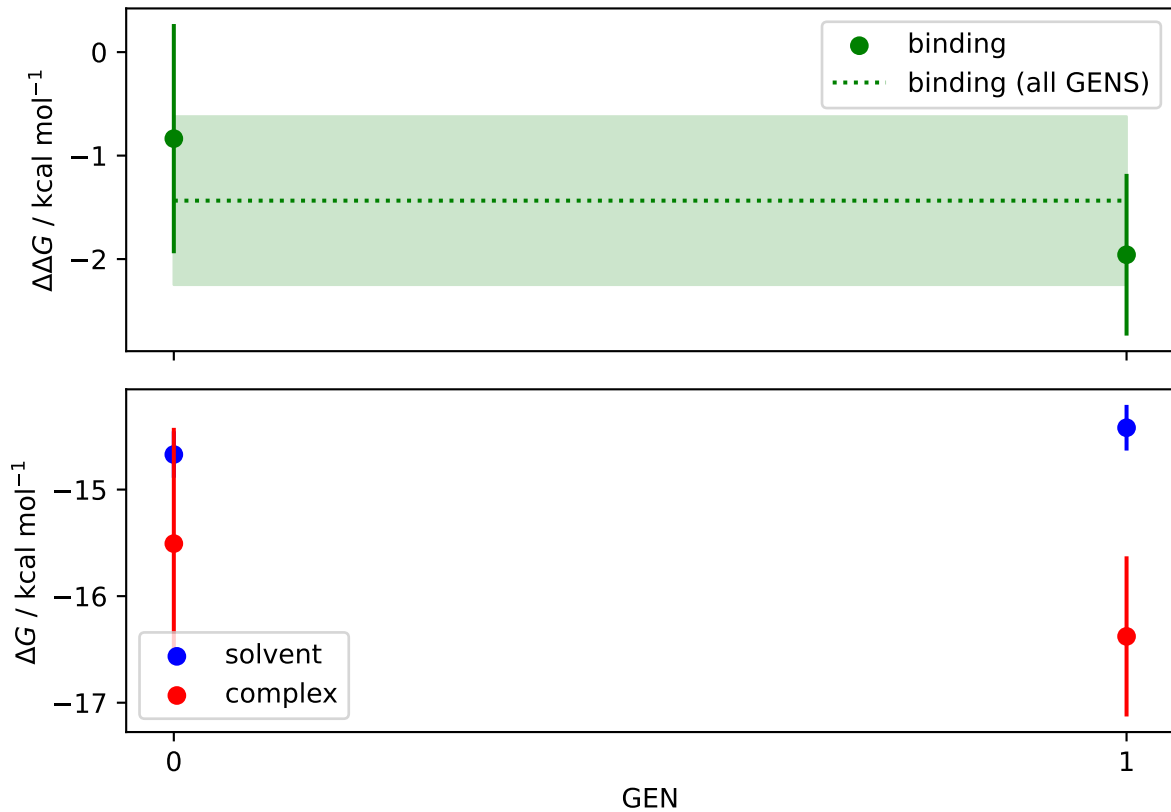 ΔΔG / kcal mol⁻¹
0
−1
−2
binding
binding (all GENS)
ΔG / kcal mol⁻¹
−15
−16
−17
solvent
complex
0
1
GEN